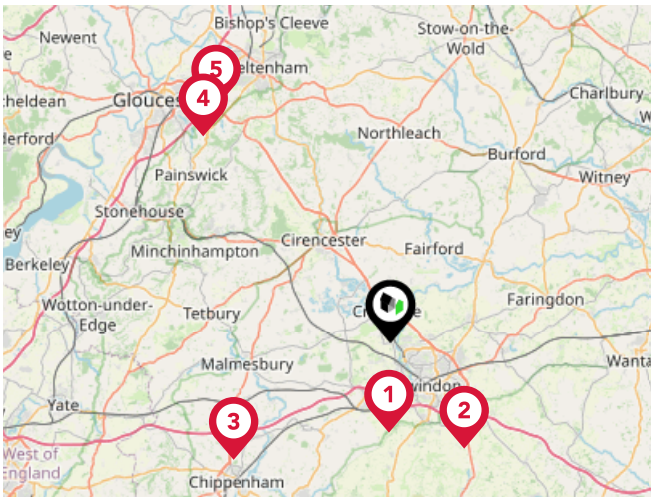 Bishop's Cleeve
Stow-on-the-
Wold
Newent
5
eltenham
cheldean
Glouces
4
Charlbury
Northleach
derford
Burford
Painswick
Witney
Stonehouse
Cirencester
Minchinhampton
Fairford
Berkeley
Wotton-under-
Edge
Tetbury
Cr
e
Faringdon
Malmesbury
Wanta
1
windon
Yate
2
3
West of
England
Chippenham